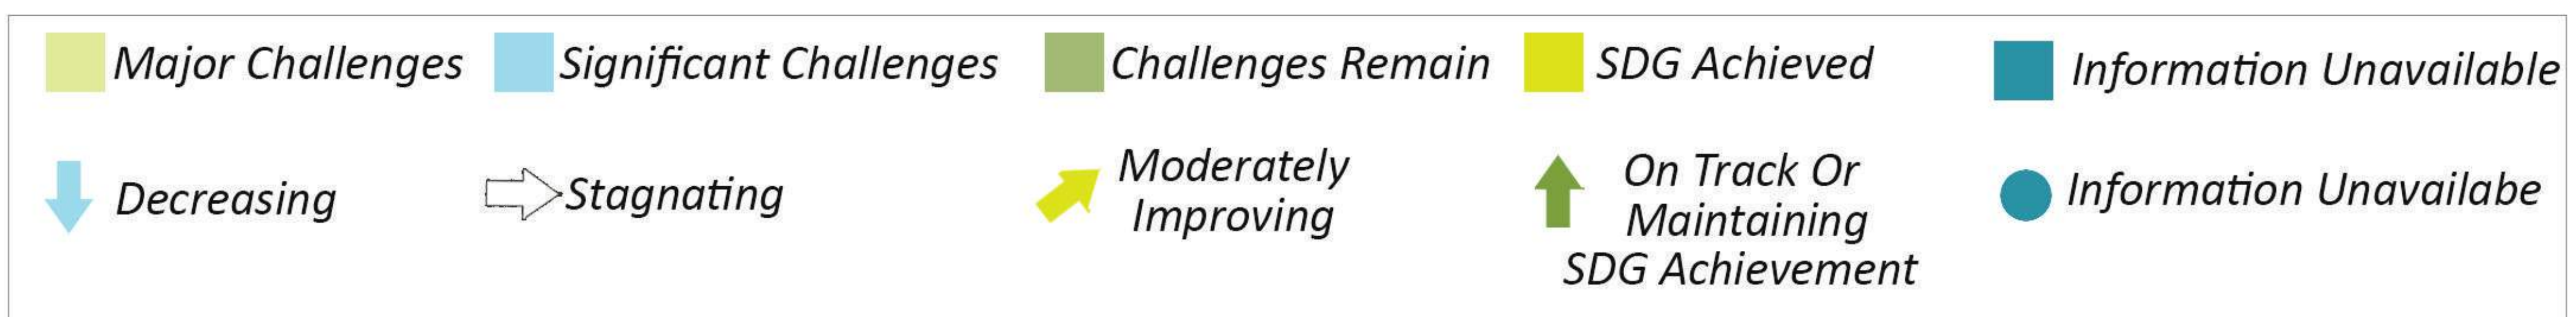 Major Challenges
Significant Challenges
Challenges Remain
SDG Achieved
Information Unavailable
Decreasing
Stagnating
Moderately
Improving
On Track Or
Maintaining
SDG Achievement
Information Unavailabe